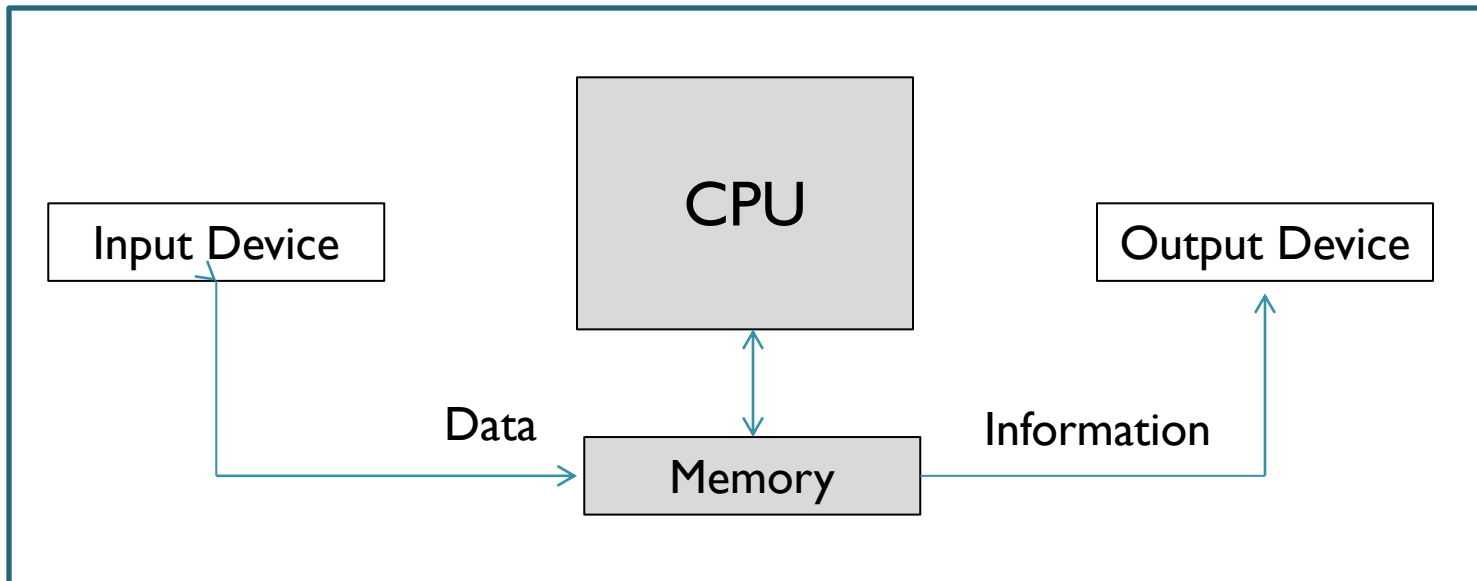 CPU
Input Device
Output Device
Data
Information
Memory